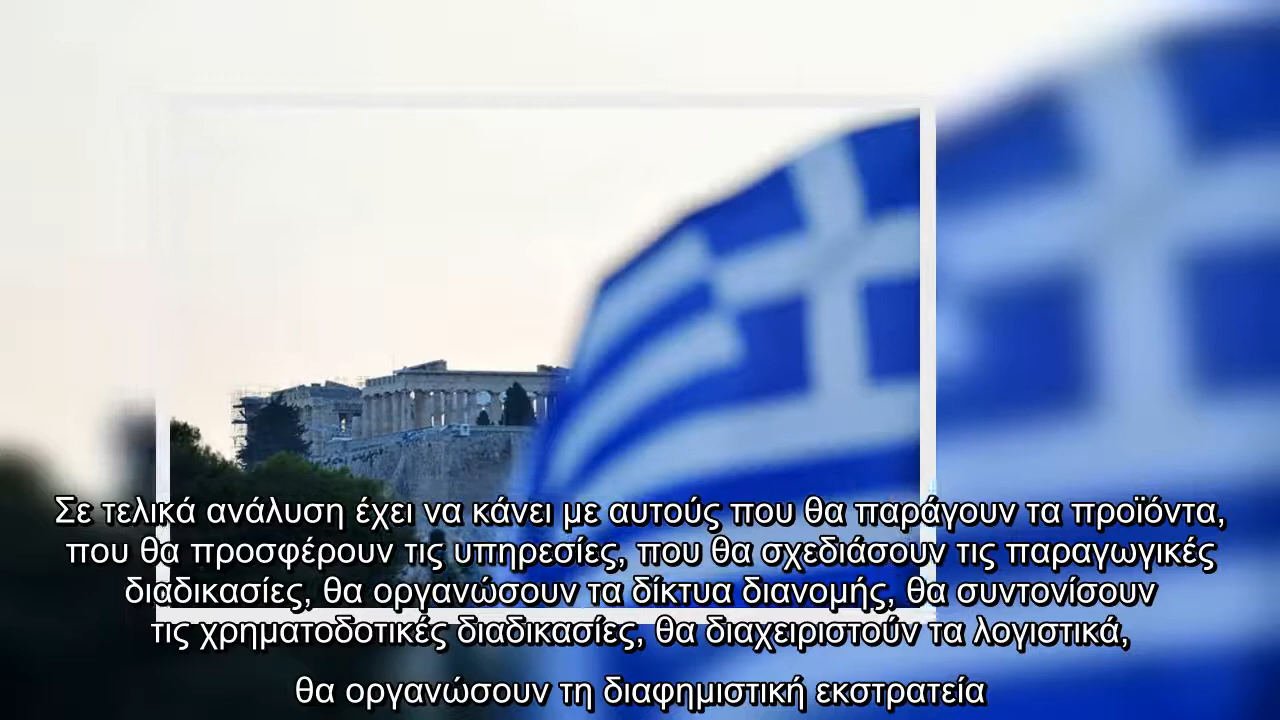 Σε τελικά ανάλυση έχει να κάνει με αυτούς που θα παράγουν τα προϊόντα,
που θα προσφέρουν τις υπηρεσίες, που θα σχεδιάσουν τις παραγωγικές
διαδικασίες, θα οργανώσουν τα δίκτυα διανομής, θα συντονίσουν
τις χρηματοδοτικές διαδικασίες, θα διαχειριστούν τα λογιστικά,
θα οργανώσουν τη διαφημιστική εκστρατεία